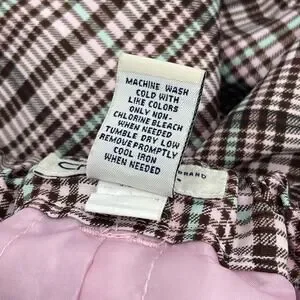 MACHINE WASH
COLD WITH
LIKE COLORS
ONLY NON-
CHLORINE BLEACH
WHEN NEEDED
TUMBLE DRY LOW
REMOVE PROMPTLY
COOL IRON
WHEN NEEDED
BRAND